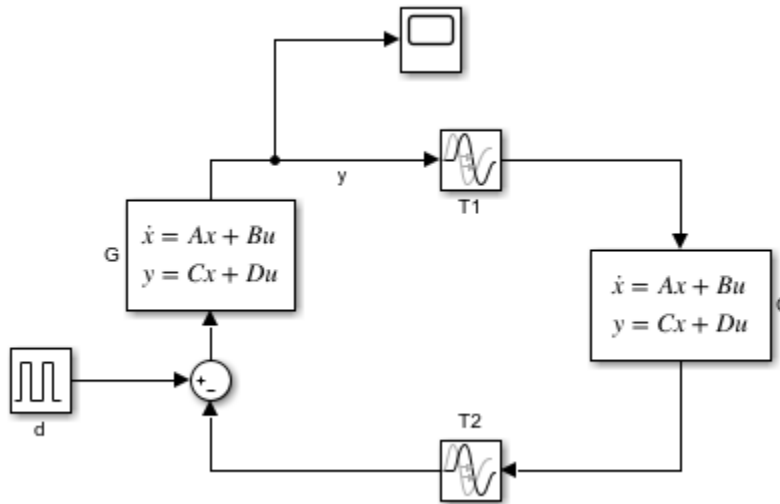 y
T1
G
ẋ = Ax + Bu
y = Cx + Du
ẋ = Ax + Bu
y = Cx + Du
+
−
d
T2